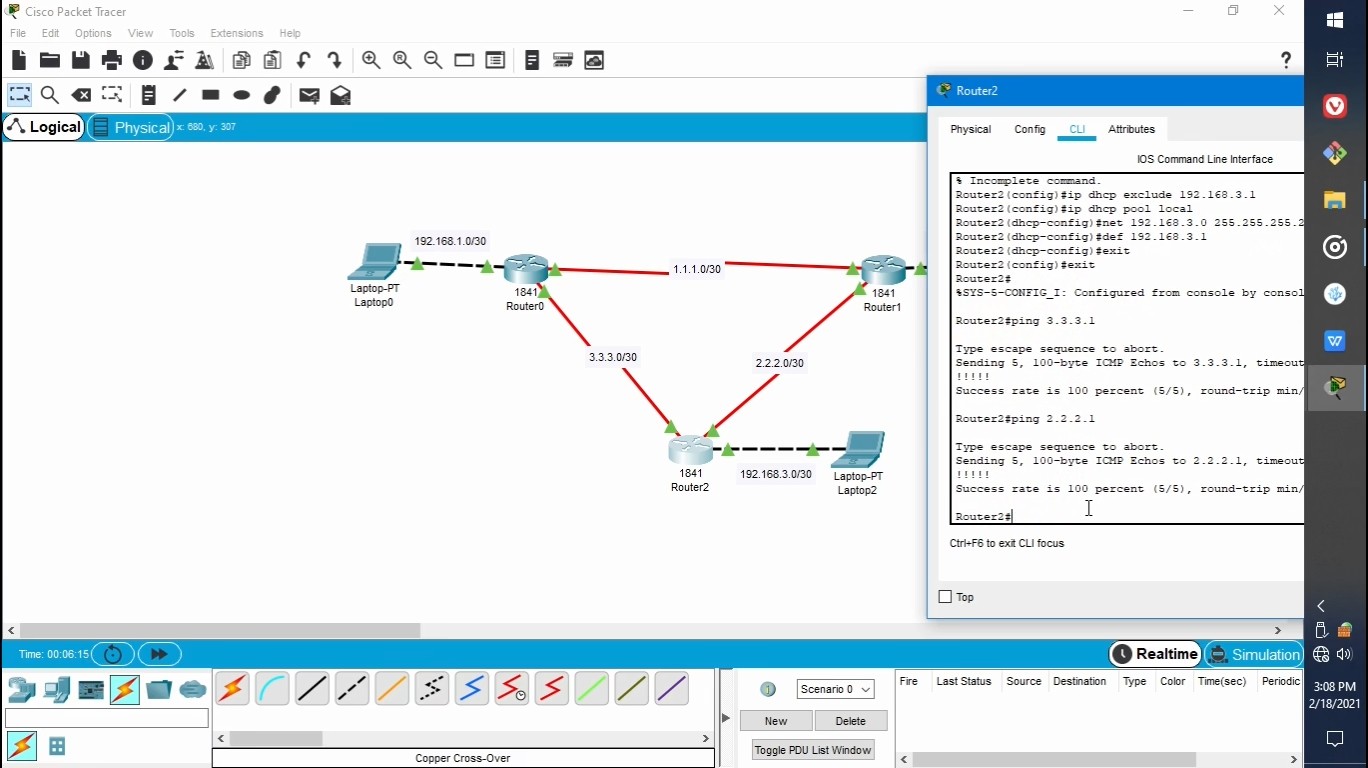 Cisco Packet Tracer
File Edit Options View Tools Extensions Help
Logical Physical x: 680, y: 307
192.168.1.0/30
Laptop-PT
Laptop0
1841
Router0
1.1.1.0/30
1841
Router1
3.3.3.0/30
2.2.2.0/30
1841
Router2
192.168.3.0/30
Laptop-PT
Laptop2
Router2
Physical Config CLI Attributes
IOS Command Line Interface
% Incomplete command.
Router2(config)#ip dhcp exclude 192.168.3.1
Router2(config)#ip dhcp pool local
Router2(dhcp-config)#net 192.168.3.0 255.255.255.2
Router2(dhcp-config)#def 192.168.3.1
Router2(dhcp-config)#exit
Router2(config)#exit
Router2#
%SYS-5-CONFIG_I: Configured from console by consol
Router2#ping 3.3.3.1
Type escape sequence to abort.
Sending 5, 100-byte ICMP Echos to 3.3.3.1, timeout
!!!!!
Success rate is 100 percent (5/5), round-trip min/
Router2#ping 2.2.2.1
Type escape sequence to abort.
Sending 5, 100-byte ICMP Echos to 2.2.2.1, timeout
!!!!!
Success rate is 100 percent (5/5), round-trip min/
Router2#
Ctrl+F6 to exit CLI focus
Top
Time: 00:06:15
Realtime Simulation
Scenario 0
New Delete
Toggle PDU List Window
Fire Last Status Source Destination Type Color Time(sec) Periodic
Copper Cross-Over
3:08 PM
2/18/2021